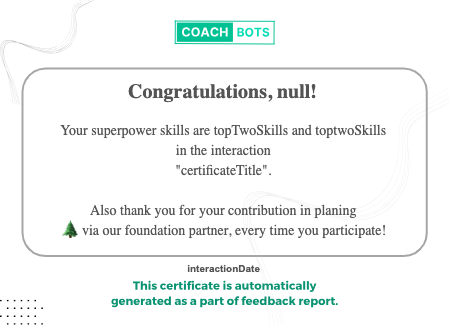 COACH BOTS
Congratulations, null!
Your superpower skills are topTwoSkills and toptwoSkills
in the interaction
"certificateTitle".
Also thank you for your contribution in planing
via our foundation partner, every time you participate!
interactionDate
This certificate is automatically
generated as a part of feedback report.